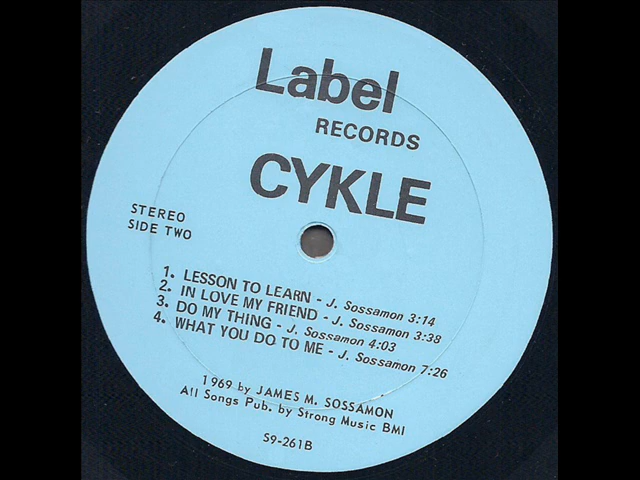 Label
RECORDS
CYKLE
STEREO
SIDE TWO
1. LESSON TO LEARN - J. Sossamon 3:14
2. IN LOVE MY FRIEND - J. Sossamon 3:38
3. DO MY THING - J. Sossamon 4:03
4. WHAT YOU DO TO ME - J. Sossamon 7:26
1969 by JAMES M. SOSSAMON
All Songs Pub. by Strong Music BMI
S9-261B